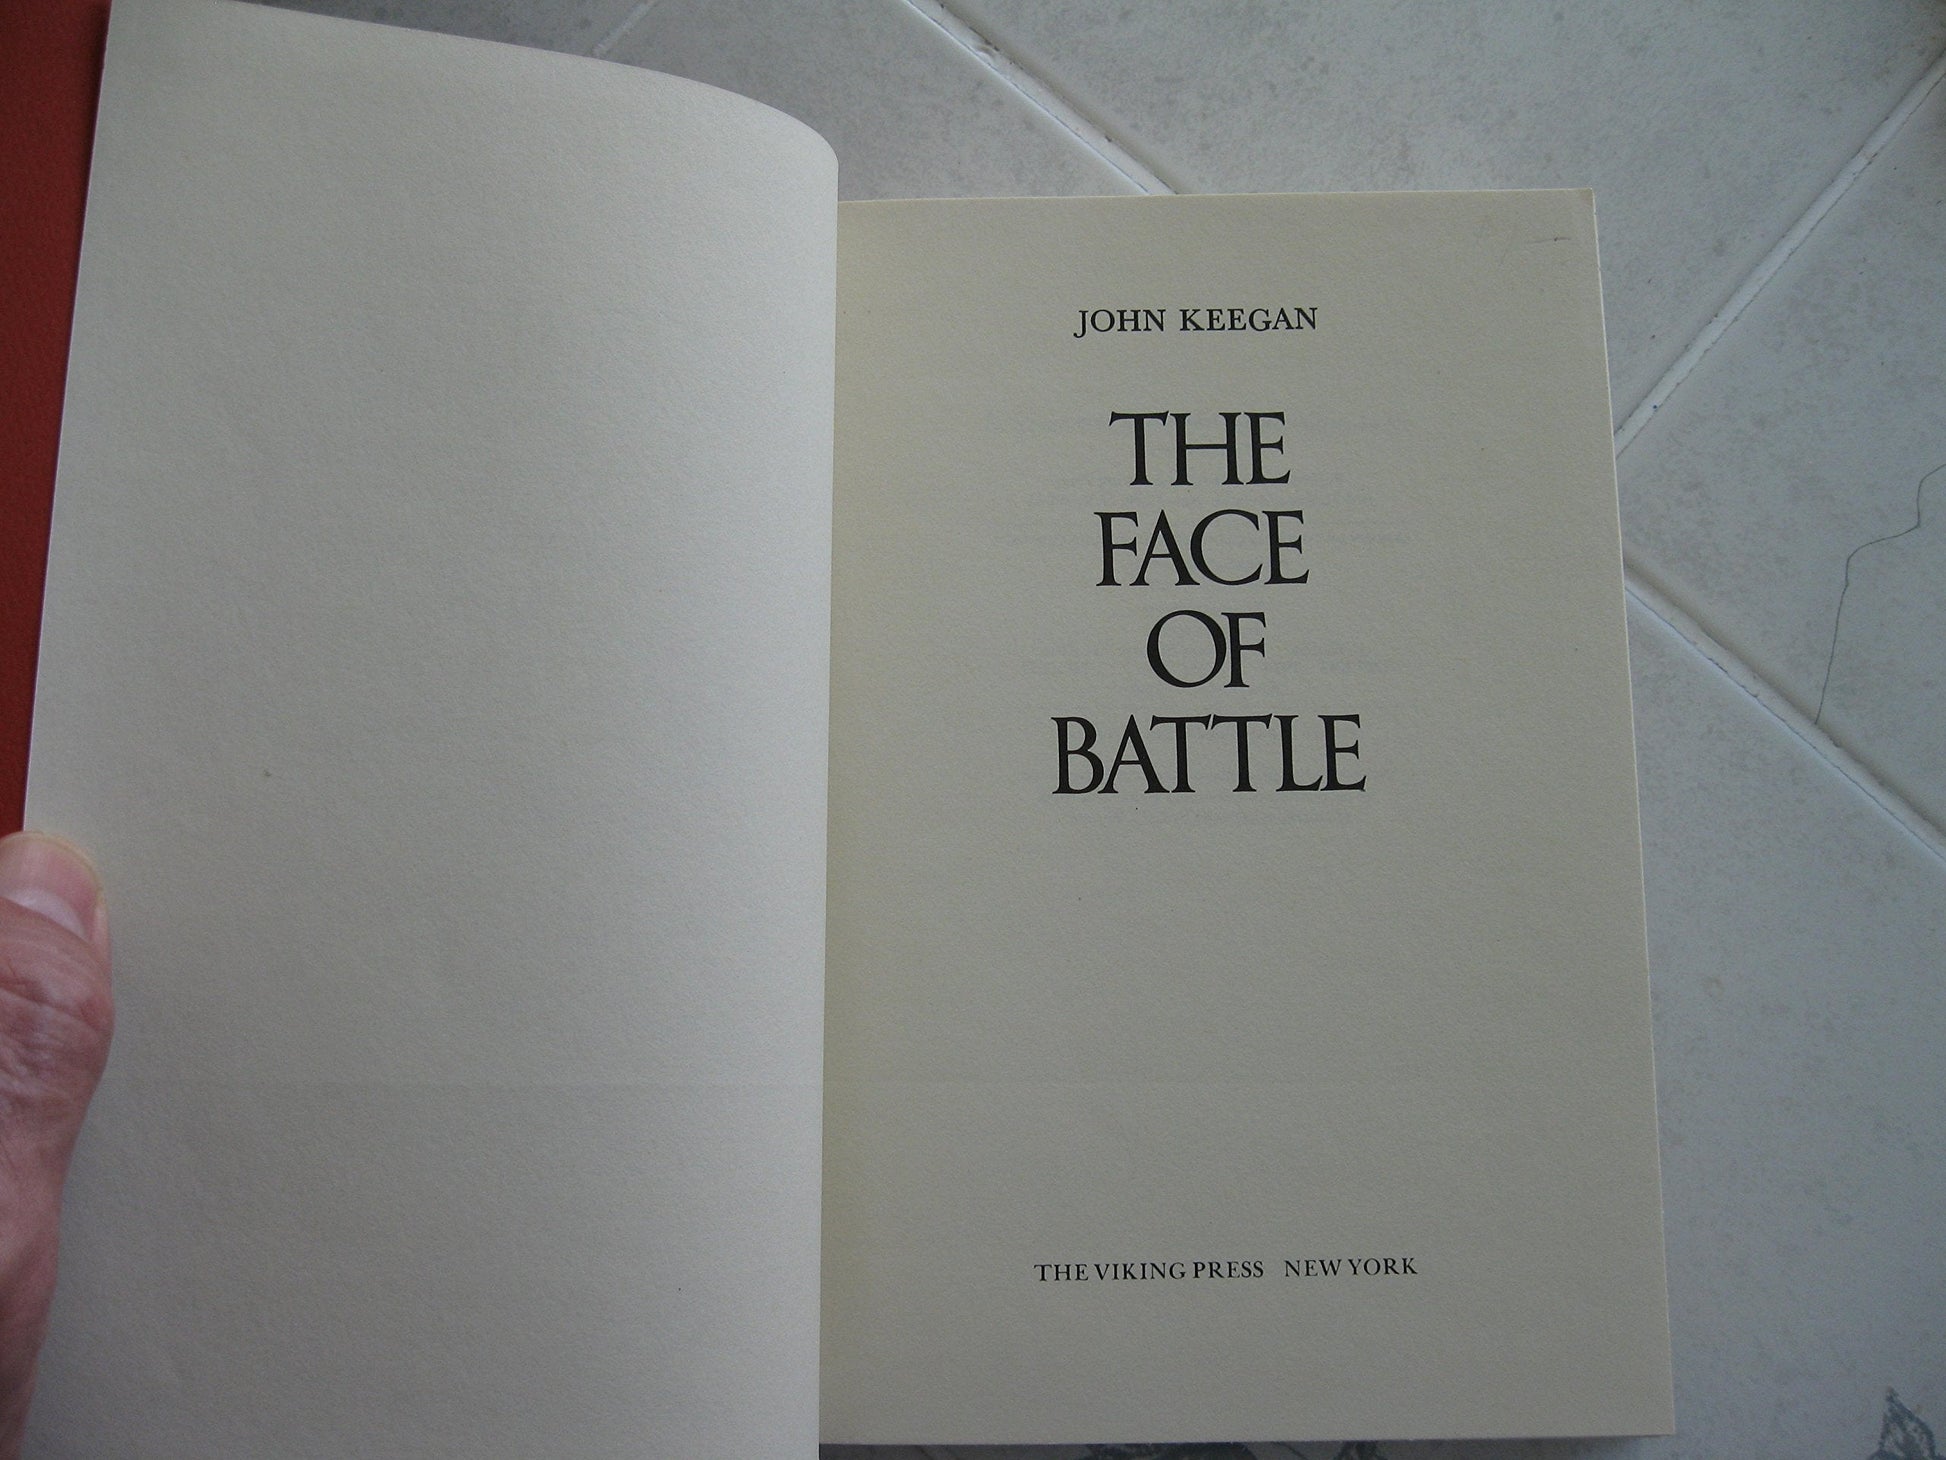 JOHN KEEGAN
THE
FACE
OF
BATTLE
THE VIKING PRESS NEW YORK